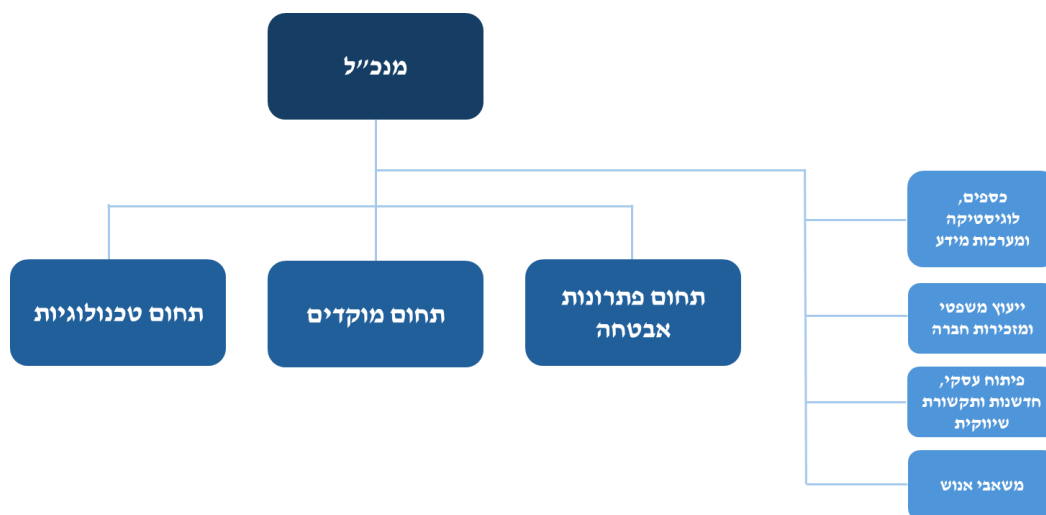 מנכ״ל
כספים,
לוגיסטיקה
ומערכות מידע
תחום פתרונות
אבטחה
תחום מוקדים
תחום טכנולוגיות
ייעוץ משפטי
ומזכירות חברה
פיתוח עסקי,
חדשנות ותקשורת
שיווקית
משאבי אנוש